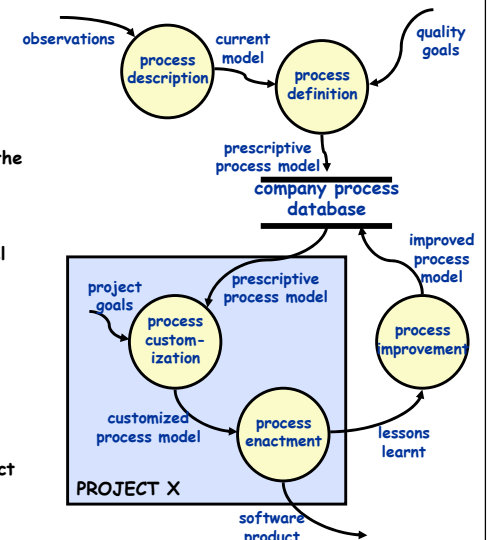 observations
current
model
quality
goals
process
description
process
definition
prescriptive
process model
the
company process
database
l
improved
process
model
prescriptive
process model
project
goals
process
custom-
ization
process
improvement
customized
process model
process
enactment
lessons
learnt
ct
PROJECT X
software
product